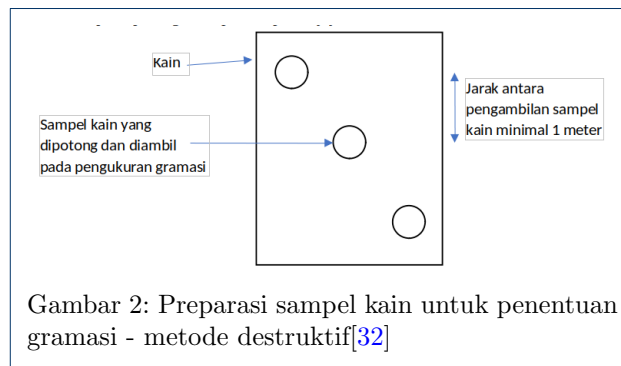 Kain
Jarak antara
pengambilan sampel
kain minimal 1 meter
Sampel kain yang
dipotong dan diambil
pada pengukuran gramasi
Gambar 2: Preparasi sampel kain untuk penentuan
gramasi - metode destruktif[32]